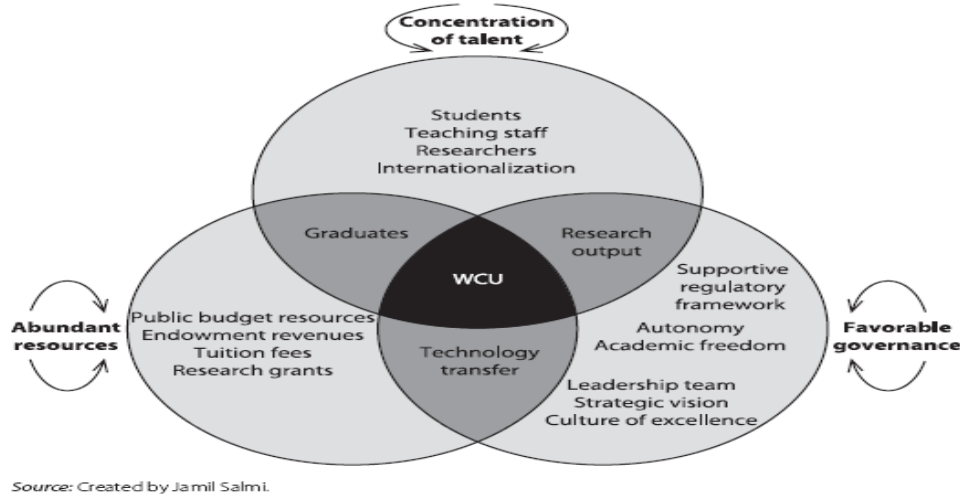 Concentration
of talent
Students
Teaching staff
Researchers
Internationalization
Graduates
Research
output
WCU
Supportive
regulatory
framework
Autonomy
Academic freedom
Leadership team
Strategic vision
Culture of excellence
Public budget resources
Endowment revenues
Tuition fees
Research grants
Technology
transfer
Abundant
resources
Favorable
governance
Source: Created by Jamil Salmi.